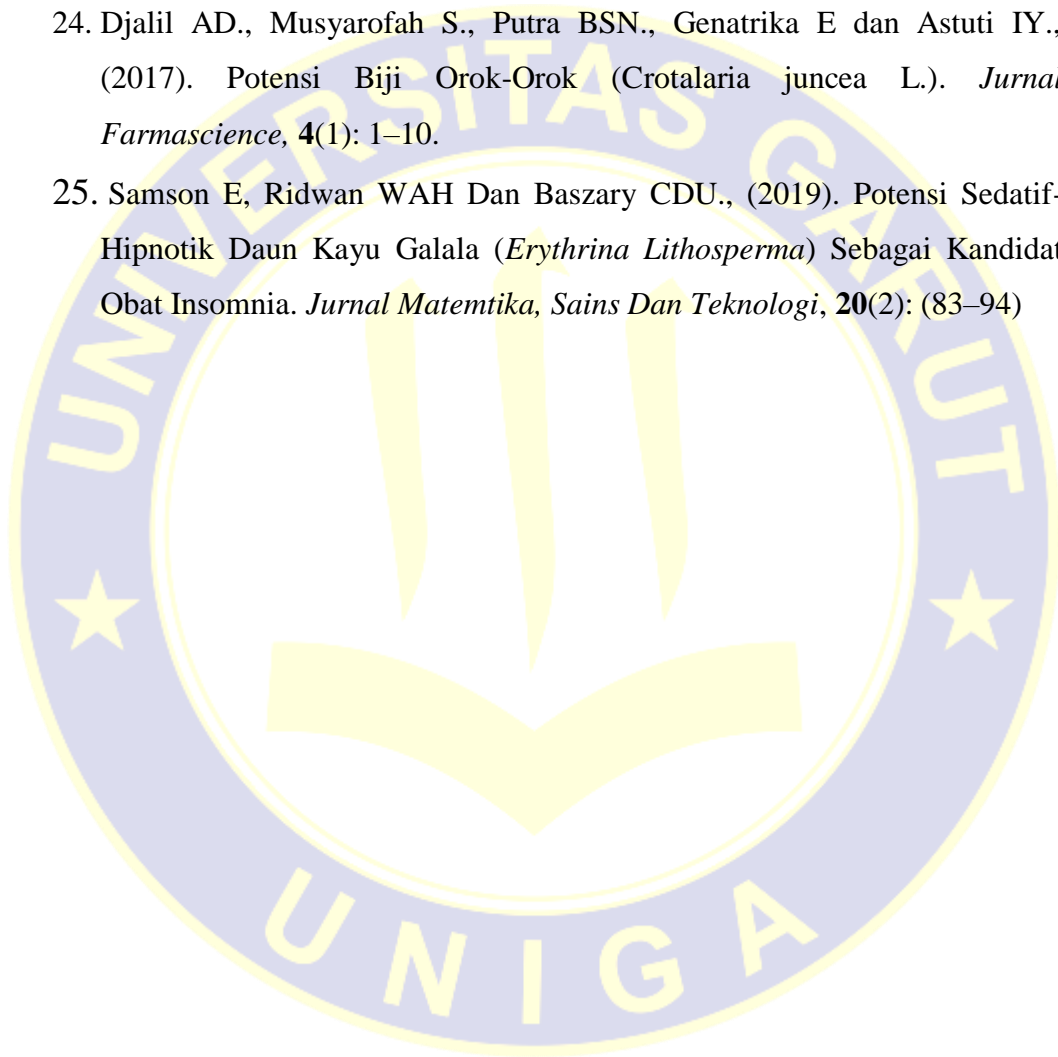 24. Djalil AD., Musyarofah S., Putra BSN., Genatrika E dan Astuti IY.,
(2017). Potensi Biji Orok-Orok (Crotalaria juncea L.). Jurnal
Farmascience, 4(1): 1–10.
25. Samson E, Ridwan WAH Dan Baszary CDU., (2019). Potensi Sedatif-
Hipnotik Daun Kayu Galala (Erythrina Lithosperma) Sebagai Kandidat
Obat Insomnia. Jurnal Matemtika, Sains Dan Teknologi, 20(2): (83–94)
UNIVERSITAS GARUT
UNIGA